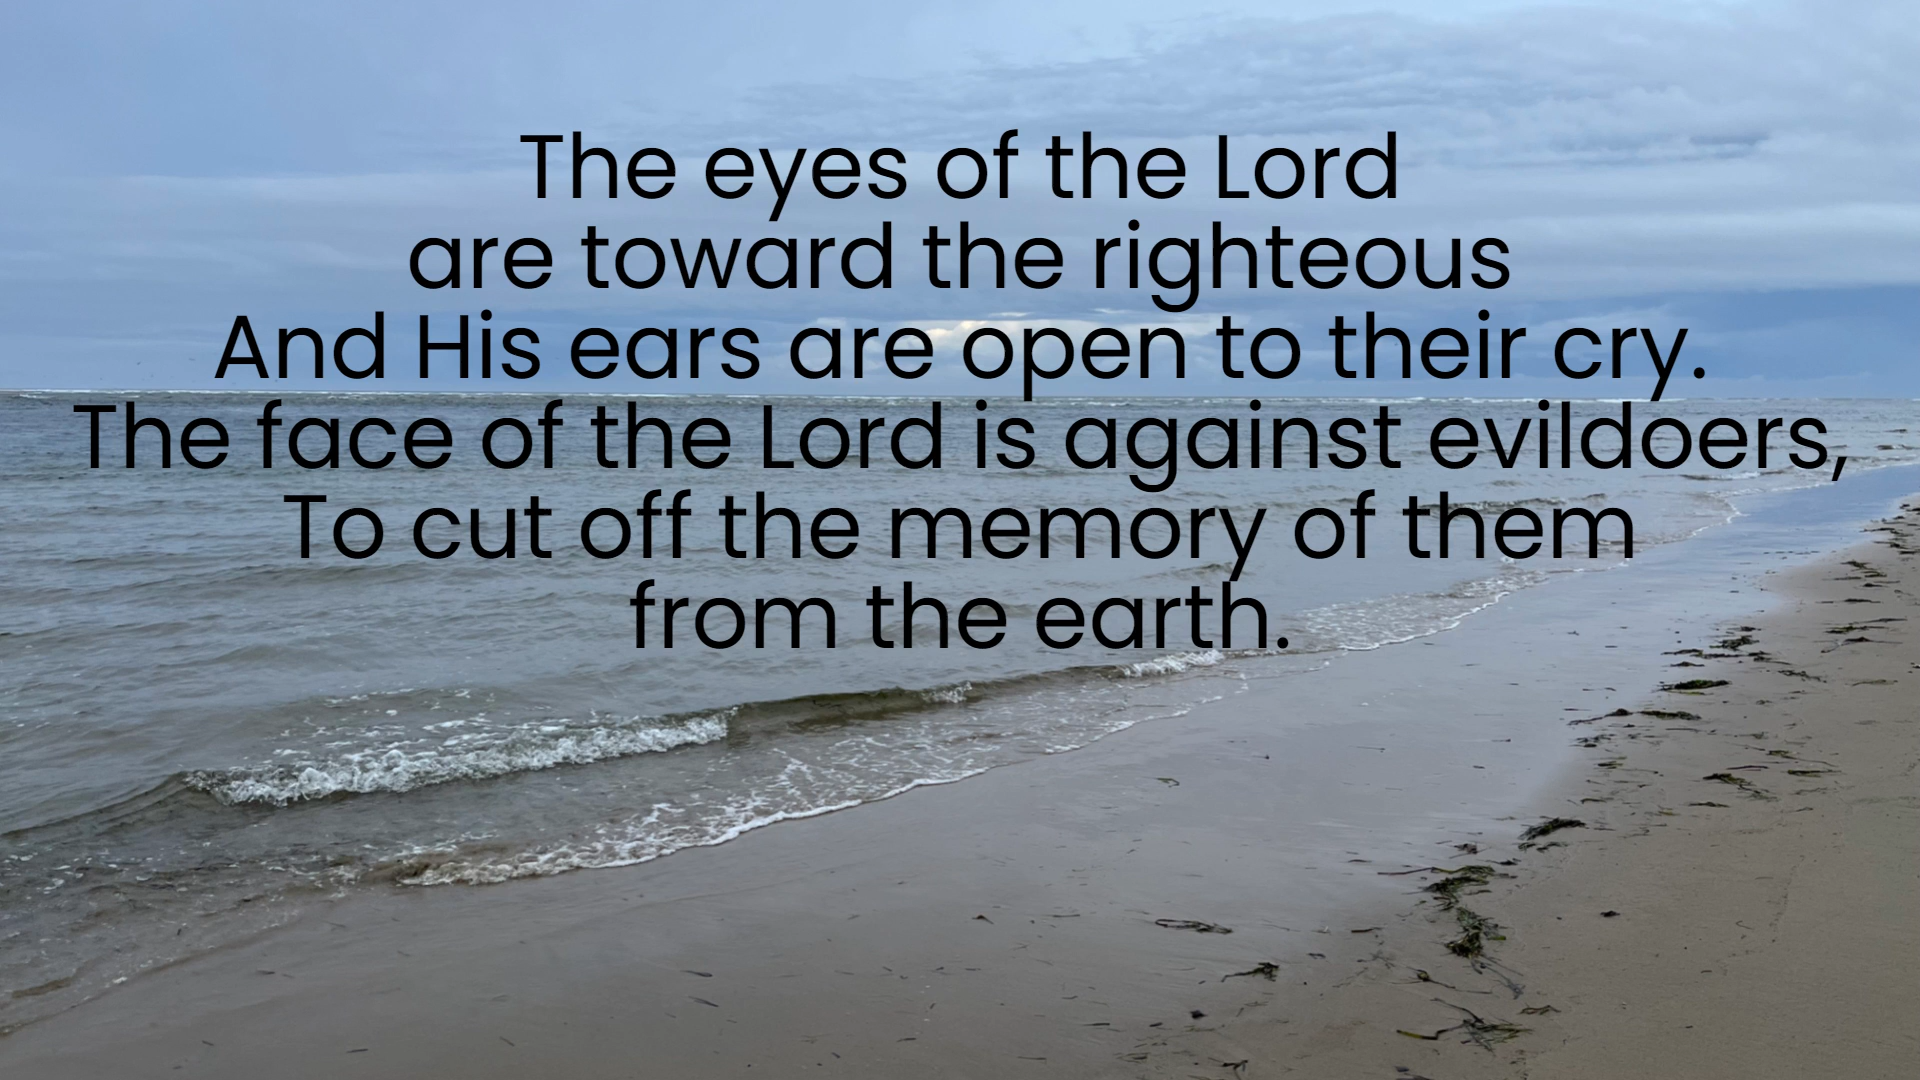 The eyes of the Lord
are toward the righteous
And His ears are open to their cry.
The face of the Lord is against evildoers,
To cut off the memory of them
from the earth.